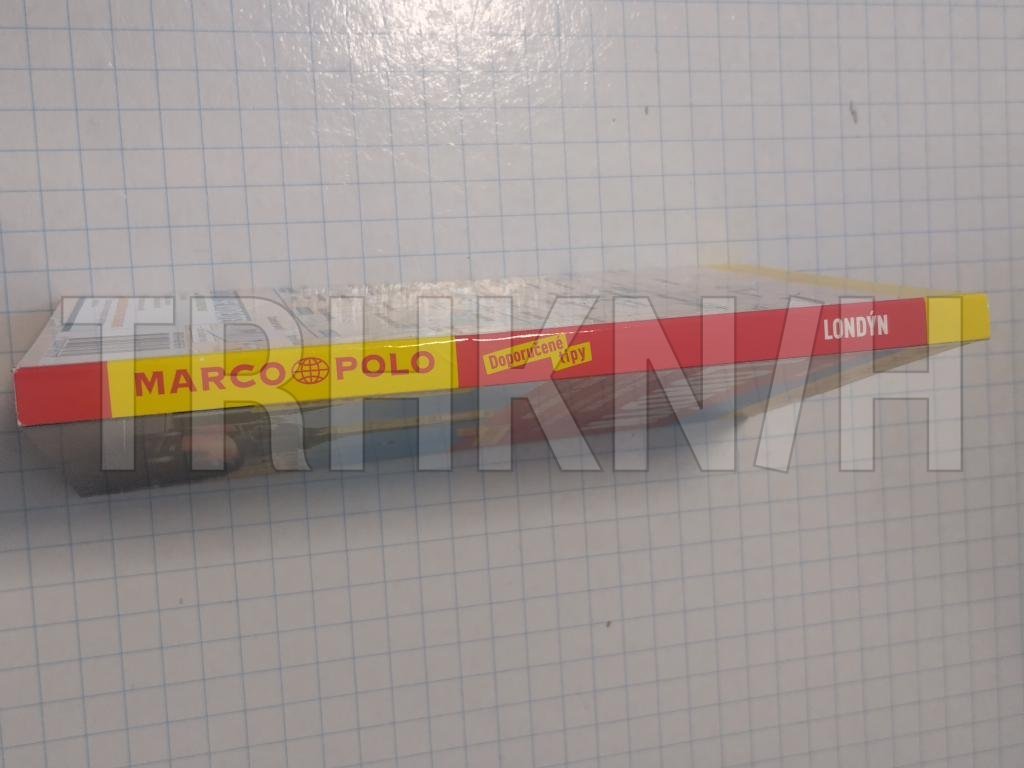 MARCO POLO
Doporučené
tipy
LONDÝN
TRHKNIH